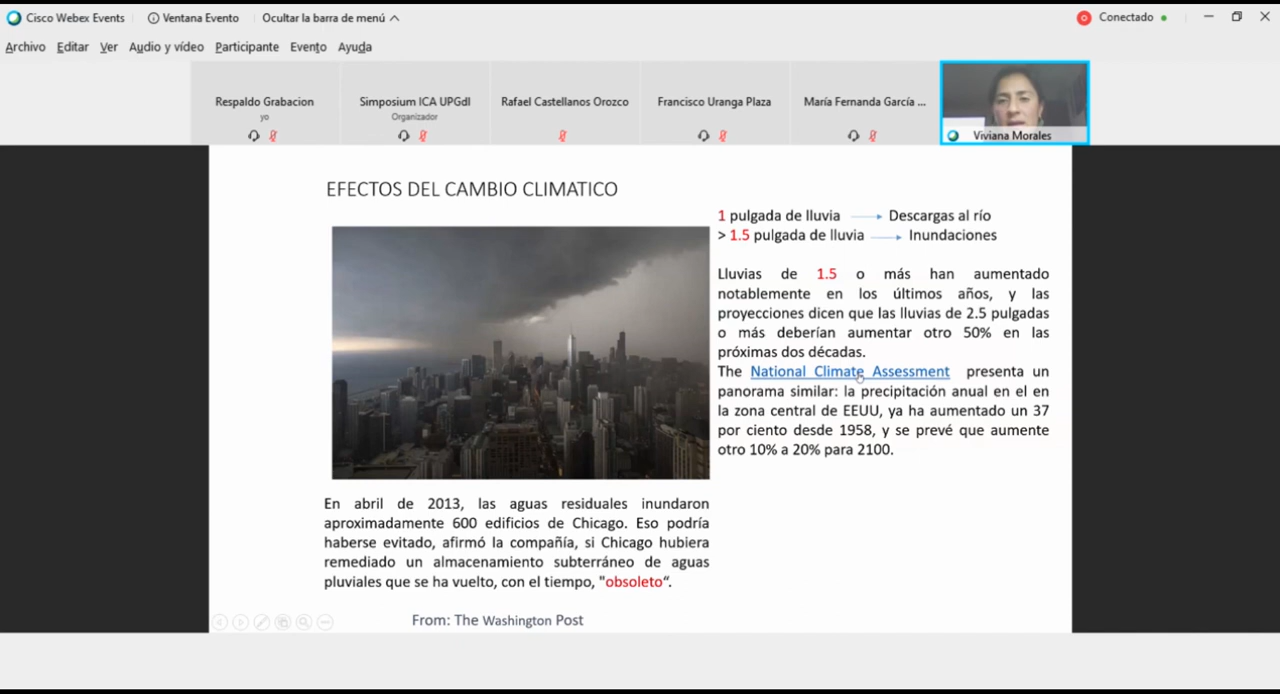 Cisco Webex Events
Ventana Evento
Ocultar la barra de menú
Conectado
Archivo Editar Ver Audio y vídeo Participante Evento Ayuda
Respaldo Grabacion
yo
Simposium ICA UPGdl
Organizador
Rafael Castellanos Orozco
Francisco Uranga Plaza
María Fernanda García ...
Viviana Morales
EFECTOS DEL CAMBIO CLIMATICO
1 pulgada de lluvia Descargas al río
> 1.5 pulgada de lluvia Inundaciones
Lluvias de 1.5 o más han aumentado
notablemente en los últimos años, y las
proyecciones dicen que las lluvias de 2.5 pulgadas
o más deberían aumentar otro 50% en las
próximas dos décadas.
The National Climate Assessment presenta un
panorama similar: la precipitación anual en el en
la zona central de EEUU, ya ha aumentado un 37
por ciento desde 1958, y se prevé que aumente
otro 10% a 20% para 2100.
En abril de 2013, las aguas residuales inundaron
aproximadamente 600 edificios de Chicago. Eso podría
haberse evitado, afirmó la compañía, si Chicago hubiera
remediado un almacenamiento subterráneo de aguas
pluviales que se ha vuelto, con el tiempo, "obsoleto“.
From: The Washington Post